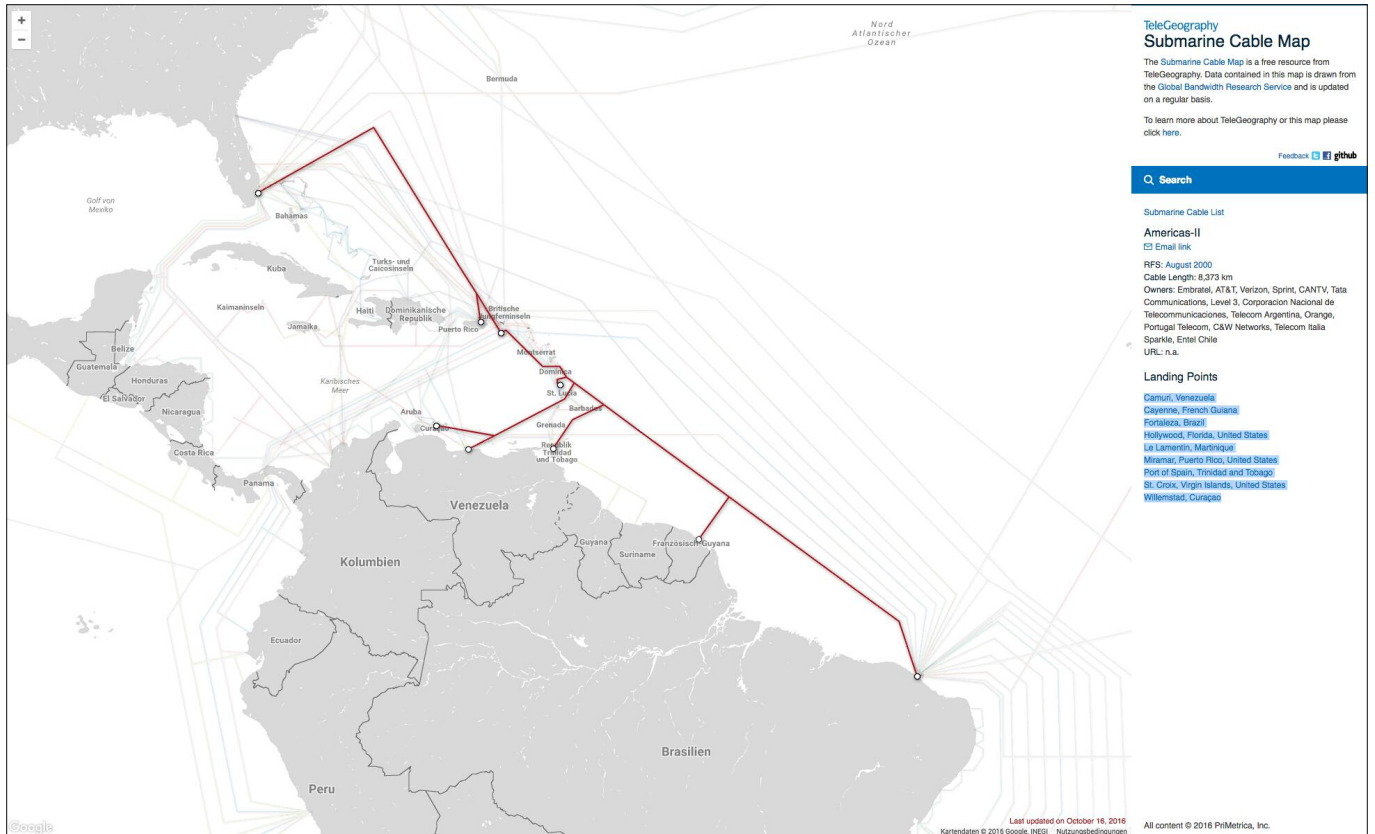 +
−
Nord
Atlantischer
Ozean
Bermuda
Golf von
Mexiko
Bahamas
Turks- und
Caicosinseln
Kuba
Kaimaninseln
Haiti
Dominikanische
Republik
Britische
Jungferninseln
Puerto Rico
Jamaika
Belize
Montserrat
Guatemala
Dominica
Honduras
Karibisches
Meer
St. Lucia
El Salvador
Aruba
Barbados
Nicaragua
Curaçao
Grenada
Costa Rica
Republik
Trinidad
und Tobago
Panama
Venezuela
Guyana
Französisch-Guyana
Suriname
Kolumbien
Ecuador
Brasilien
Peru
Google
Last updated on October 16, 2016
Kartendaten © 2016 Google, INEGI Nutzungsbedingungen
TeleGeography
Submarine Cable Map
The Submarine Cable Map is a free resource from
TeleGeography. Data contained in this map is drawn from
the Global Bandwidth Research Service and is updated
on a regular basis.
To learn more about TeleGeography or this map please
click here.
Feedback github
Search
Submarine Cable List
Americas-II
Email link
RFS: August 2000
Cable Length: 8,373 km
Owners: Embratel, AT&T, Verizon, Sprint, CANTV, Tata
Communications, Level 3, Corporacion Nacional de
Telecommunicaciones, Telecom Argentina, Orange,
Portugal Telecom, C&W Networks, Telecom Italia
Sparkle, Entel Chile
URL: n.a.
Landing Points
Camuri, Venezuela
Cayenne, French Guiana
Fortaleza, Brazil
Hollywood, Florida, United States
Le Lamentin, Martinique
Miramar, Puerto Rico, United States
Port of Spain, Trinidad and Tobago
St. Croix, Virgin Islands, United States
Willemstad, Curaçao
All content © 2016 PriMetrica, Inc.